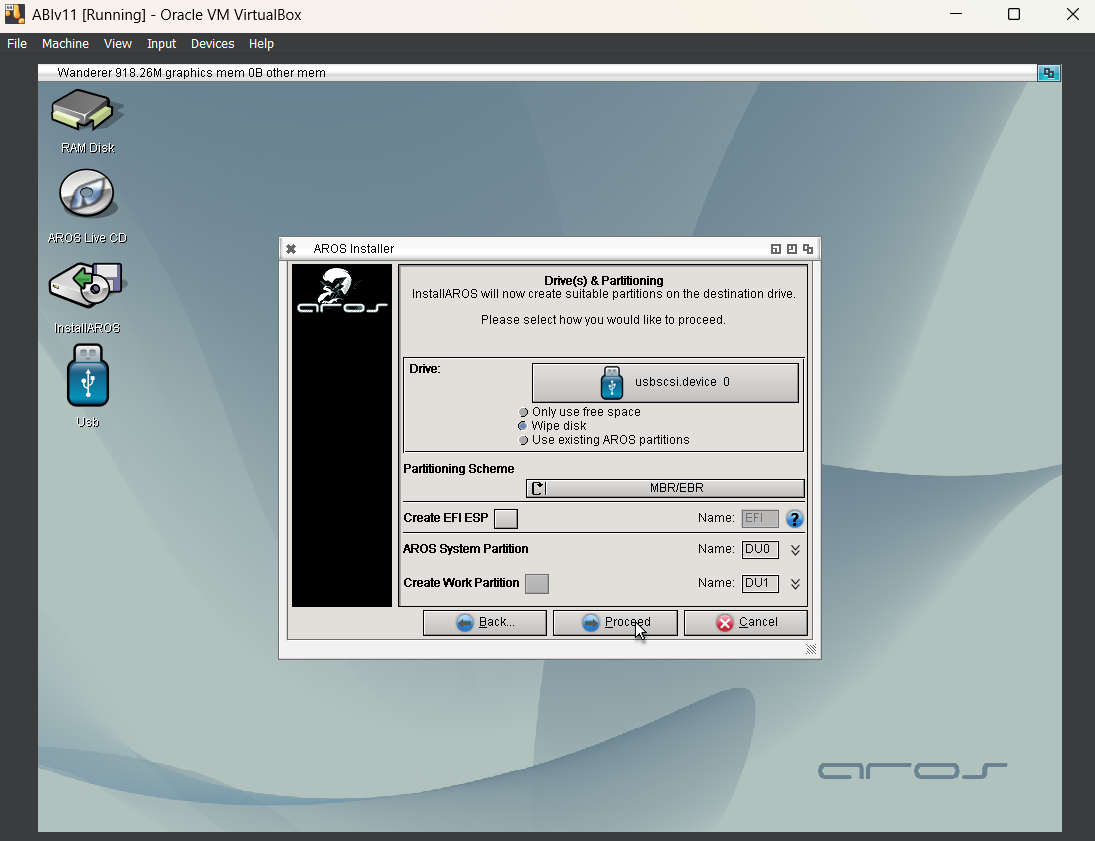 ABIv11 [Running] - Oracle VM VirtualBox
File Machine View Input Devices Help
Wanderer 918.26M graphics mem 0B other mem
RAM Disk
AROS Live CD
InstallAROS
Usb
AROS Installer
aros
Drive(s) & Partitioning
InstallAROS will now create suitable partitions on the destination drive.
Please select how you would like to proceed.
Drive:
usbscsi.device 0
Only use free space
Wipe disk
Use existing AROS partitions
Partitioning Scheme
MBR/EBR
Create EFI ESP Name: EFI ?
AROS System Partition Name: DU0
Create Work Partition Name: DU1
Back... Proceed Cancel
aros